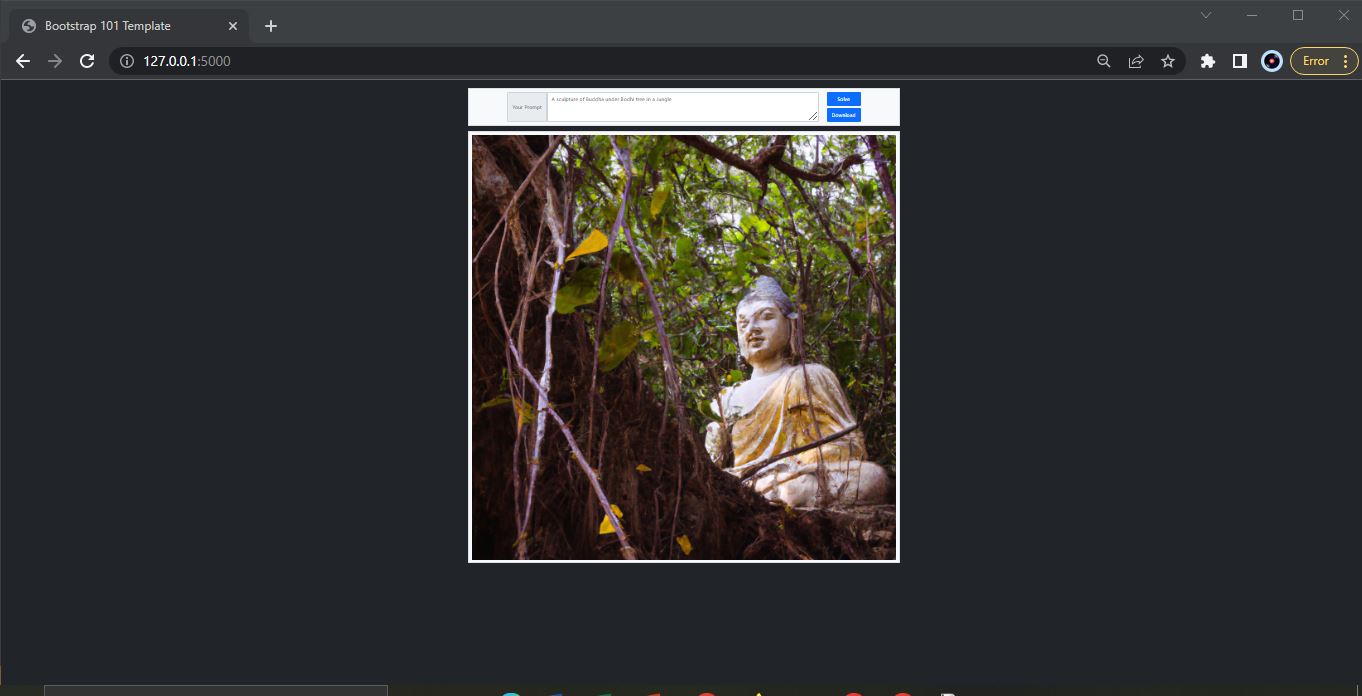 Bootstrap 101 Template
127.0.0.1:5000
Error
Your Prompt
A sculpture of Buddha under Bodhi tree in a Jungle
Solve
Download